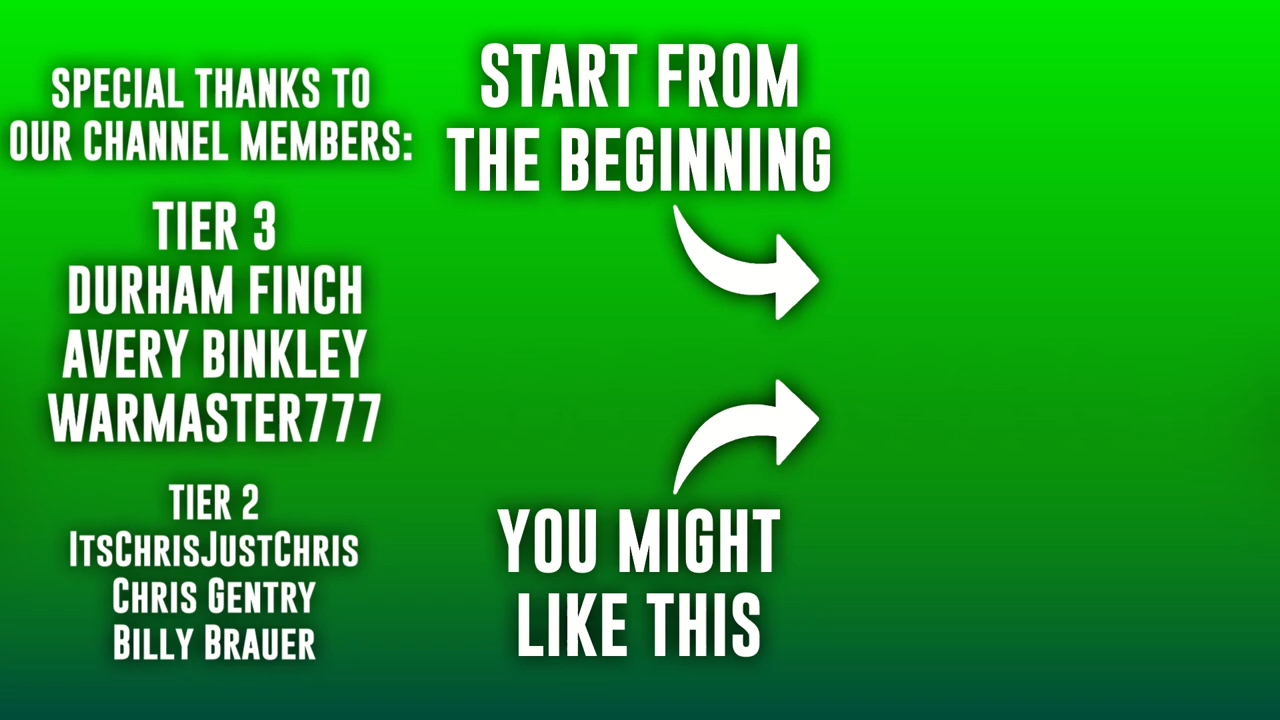 SPECIAL THANKS TO
OUR CHANNEL MEMBERS:
TIER 3
DURHAM FINCH
AVERY BINKLEY
WARMASTER777
TIER 2
ItsChrisJustChris
Chris Gentry
Billy Brauer
START FROM
THE BEGINNING
YOU MIGHT
LIKE THIS